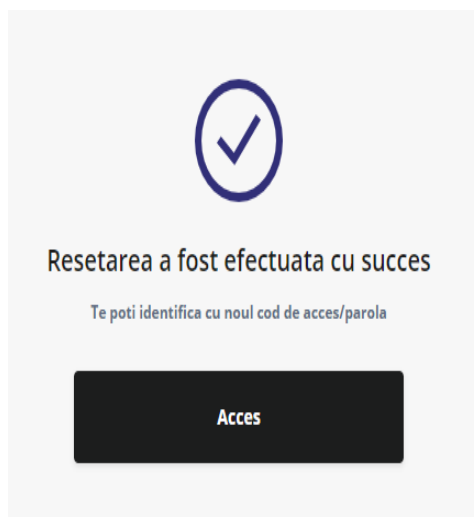 Resetarea a fost efectuata cu succes
Te poti identifica cu noul cod de acces/parola
Acces